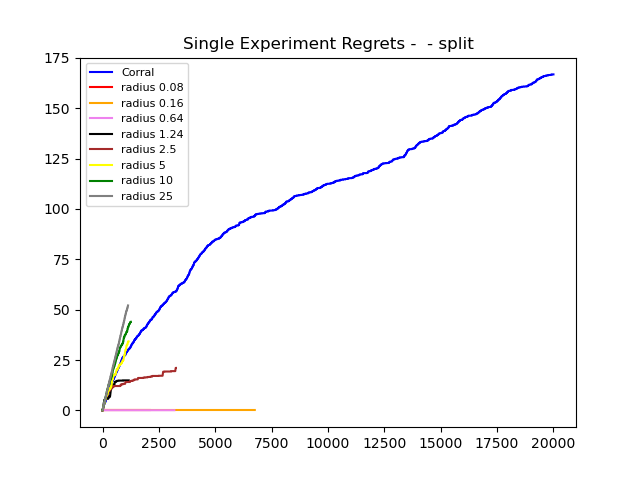 Single Experiment Regrets -  - split
175
150
125
100
75
50
25
0
Corral
radius 0.08
radius 0.16
radius 0.64
radius 1.24
radius 2.5
radius 5
radius 10
radius 25
0 2500 5000 7500 10000 12500 15000 17500 20000